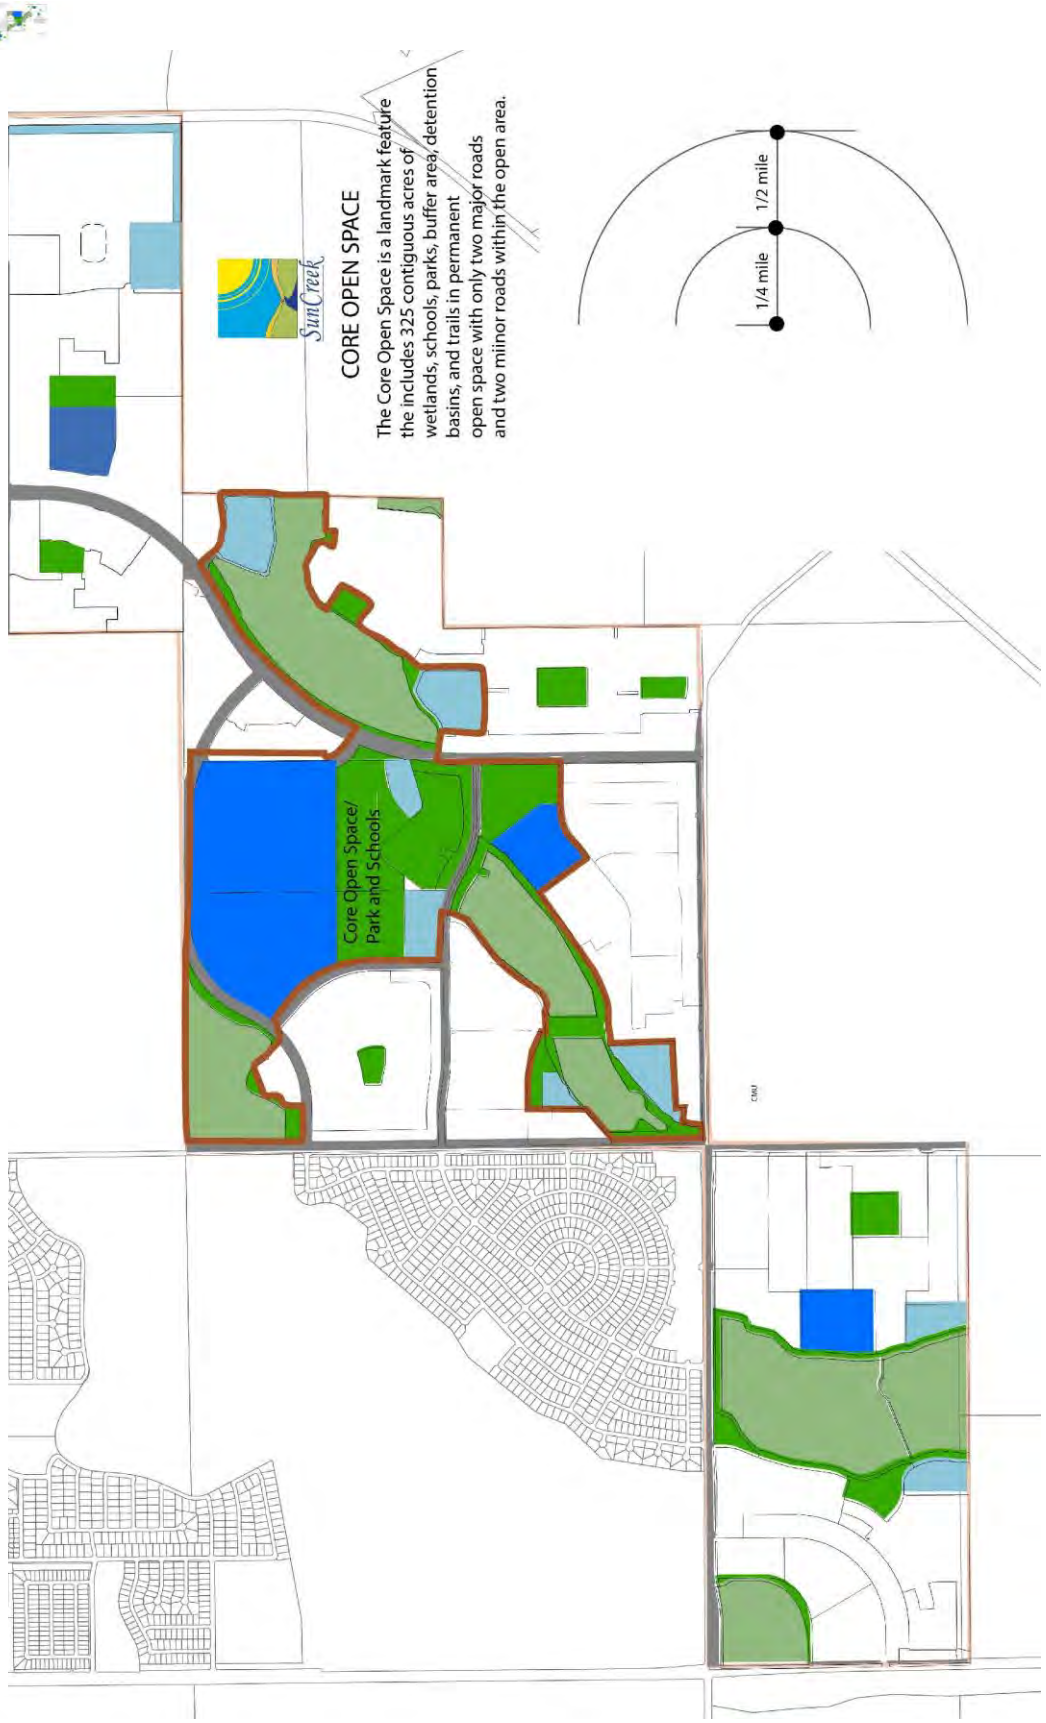 SunCreek
CORE OPEN SPACE
The Core Open Space is a landmark feature
the includes 325 contiguous acres of
wetlands, schools, parks, buffer area, detention
basins, and trails in permanent
open space with only two major roads
and two miinor roads within the open area.
1/4 mile
1/2 mile
Core Open Space/
Park and Schools
CMU